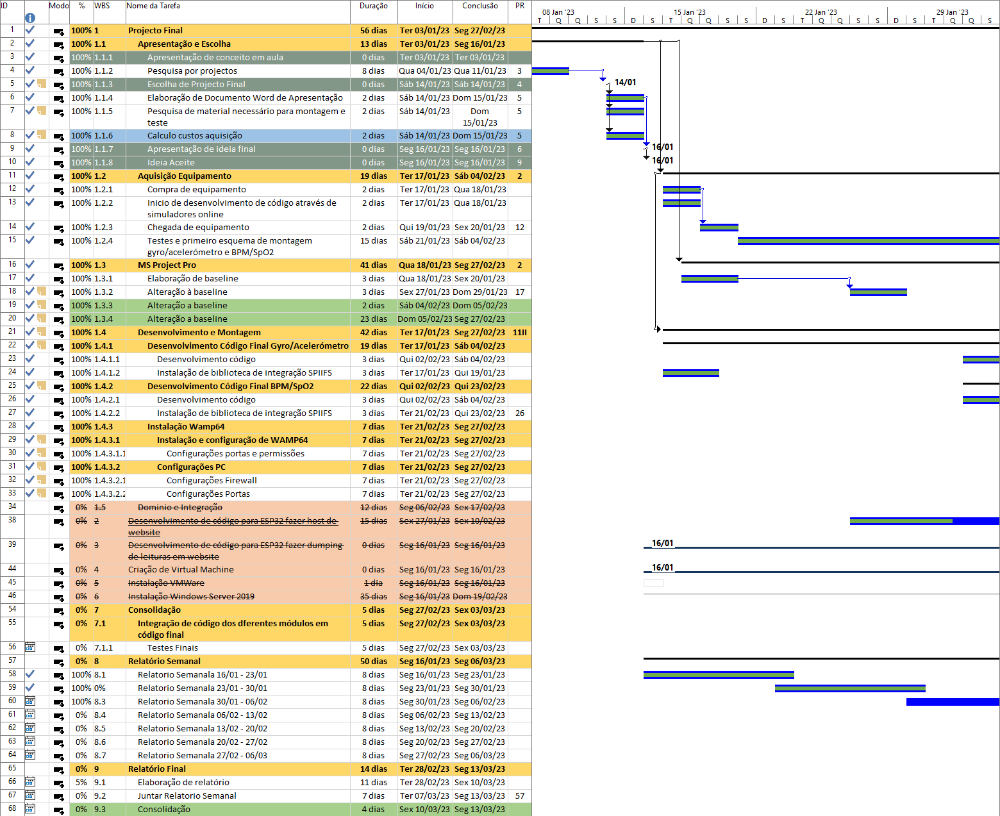 ID Modo % WBS Nome da Tarefa Duração Início Conclusão PR
08 Jan '23 15 Jan '23 22 Jan '23 29 Jan '23
T Q S S D S T Q S S D S T Q S S D S T Q S
1 100% 1 Projecto Final 56 dias Ter 03/01/23 Seg 27/02/23
2 100% 1.1 Apresentação e Escolha 13 dias Ter 03/01/23 Seg 16/01/23
3 100% 1.1.1 Apresentação de conceito em aula 0 dias Ter 03/01/23 Ter 03/01/23
4 100% 1.1.2 Pesquisa por projectos 8 dias Qua 04/01/23 Qua 11/01/23 3
5 100% 1.1.3 Escolha de Projecto Final 0 dias Sáb 14/01/23 Sáb 14/01/23 4 14/01
6 100% 1.1.4 Elaboração de Documento Word de Apresentação 2 dias Sáb 14/01/23 Dom 15/01/23 5
7 100% 1.1.5 Pesquisa de material necessário para montagem e 2 dias Sáb 14/01/23 Dom 5
teste 15/01/23
8 100% 1.1.6 Calculo custos aquisição 2 dias Sáb 14/01/23 Dom 15/01/23 5
9 100% 1.1.7 Apresentação de ideia final 0 dias Seg 16/01/23 Seg 16/01/23 6 16/01
10 100% 1.1.8 Ideia Aceite 0 dias Seg 16/01/23 Seg 16/01/23 9 16/01
11 100% 1.2 Aquisição Equipamento 19 dias Ter 17/01/23 Sáb 04/02/23 2
12 100% 1.2.1 Compra de equipamento 2 dias Ter 17/01/23 Qua 18/01/23
13 100% 1.2.2 Inicio de desenvolvimento de código através de 2 dias Ter 17/01/23 Qua 18/01/23
simuladores online
14 100% 1.2.3 Chegada de equipamento 2 dias Qui 19/01/23 Sex 20/01/23 12
15 100% 1.2.4 Testes e primeiro esquema de montagem 15 dias Sáb 21/01/23 Sáb 04/02/23
gyro/acelerómetro e BPM/SpO2
16 100% 1.3 MS Project Pro 41 dias Qua 18/01/23 Seg 27/02/23 2
17 100% 1.3.1 Elaboração de baseline 3 dias Qua 18/01/23 Sex 20/01/23
18 100% 1.3.2 Alteração à baseline 3 dias Sex 27/01/23 Dom 29/01/23 17
19 100% 1.3.3 Alteração a baseline 2 dias Sáb 04/02/23 Dom 05/02/23
20 100% 1.3.4 Alteração a baseline 23 dias Dom 05/02/23 Seg 27/02/23
21 100% 1.4 Desenvolvimento e Montagem 42 dias Ter 17/01/23 Seg 27/02/23 11II
22 100% 1.4.1 Desenvolvimento Código Final Gyro/Acelerómetro 19 dias Ter 17/01/23 Sáb 04/02/23
23 100% 1.4.1.1 Desenvolvimento código 3 dias Qui 02/02/23 Sáb 04/02/23
24 100% 1.4.1.2 Instalação de biblioteca de integração SPIIFS 3 dias Ter 17/01/23 Qui 19/01/23
25 100% 1.4.2 Desenvolvimento Código Final BPM/SpO2 22 dias Qui 02/02/23 Qui 23/02/23
26 100% 1.4.2.1 Desenvolvimento código 3 dias Qui 02/02/23 Sáb 04/02/23
27 100% 1.4.2.2 Instalação de biblioteca de integração SPIIFS 3 dias Ter 21/02/23 Qui 23/02/23 26
28 100% 1.4.3 Instalação Wamp64 7 dias Ter 21/02/23 Seg 27/02/23
29 100% 1.4.3.1 Instalação e configuração de WAMP64 7 dias Ter 21/02/23 Seg 27/02/23
30 100% 1.4.3.1.1 Configurações portas e permissões 7 dias Ter 21/02/23 Seg 27/02/23
31 100% 1.4.3.2 Configurações PC 7 dias Ter 21/02/23 Seg 27/02/23
32 100% 1.4.3.2.1 Configurações Firewall 7 dias Ter 21/02/23 Seg 27/02/23
33 100% 1.4.3.2.2 Configurações Portas 7 dias Ter 21/02/23 Seg 27/02/23
34 0% 1.5 Dominio e Integração 12 dias Seg 06/02/23 Sex 17/02/23
38 0% 2 Desenvolvimento de código para ESP32 fazer host de 15 dias Sex 27/01/23 Sex 10/02/23
website
39 0% 3 Desenvolvimento de código para ESP32 fazer dumping 0 dias Seg 16/01/23 Seg 16/01/23 16/01
de leituras em website
44 0% 4 Criação de Virtual Machine 0 dias Seg 16/01/23 Seg 16/01/23 16/01
45 0% 5 Instalação VMWare 1 dia Seg 16/01/23 Seg 16/01/23
46 0% 6 Instalação Windows Server 2019 35 dias Seg 16/01/23 Dom 19/02/23
54 0% 7 Consolidação 5 dias Seg 27/02/23 Sex 03/03/23
55 0% 7.1 Integração de código dos dferentes módulos em 5 dias Seg 27/02/23 Sex 03/03/23
código final
56 0% 7.1.1 Testes Finais 5 dias Seg 27/02/23 Sex 03/03/23
57 0% 8 Relatório Semanal 50 dias Seg 16/01/23 Seg 06/03/23
58 100% 8.1 Relatorio Semanala 16/01 - 23/01 8 dias Seg 16/01/23 Seg 23/01/23
59 100% 0% Relatorio Semanala 23/01 - 30/01 8 dias Seg 23/01/23 Seg 30/01/23
60 100% 8.3 Relatorio Semanala 30/01 - 06/02 8 dias Seg 30/01/23 Seg 06/02/23
61 0% 8.4 Relatorio Semanala 06/02 - 13/02 8 dias Seg 06/02/23 Seg 13/02/23
62 0% 8.5 Relatorio Semanala 13/02 - 20/02 8 dias Seg 13/02/23 Seg 20/02/23
63 0% 8.6 Relatorio Semanala 20/02 - 27/02 8 dias Seg 20/02/23 Seg 27/02/23
64 0% 8.7 Relatorio Semanala 27/02 - 06/03 8 dias Seg 27/02/23 Seg 06/03/23
65 0% 9 Relatório Final 14 dias Ter 28/02/23 Seg 13/03/23
66 5% 9.1 Elaboração de relatório 11 dias Ter 28/02/23 Sex 10/03/23
67 0% 9.2 Juntar Relatorio Semanal 7 dias Ter 07/03/23 Seg 13/03/23 57
68 0% 9.3 Consolidação 4 dias Sex 10/03/23 Seg 13/03/23